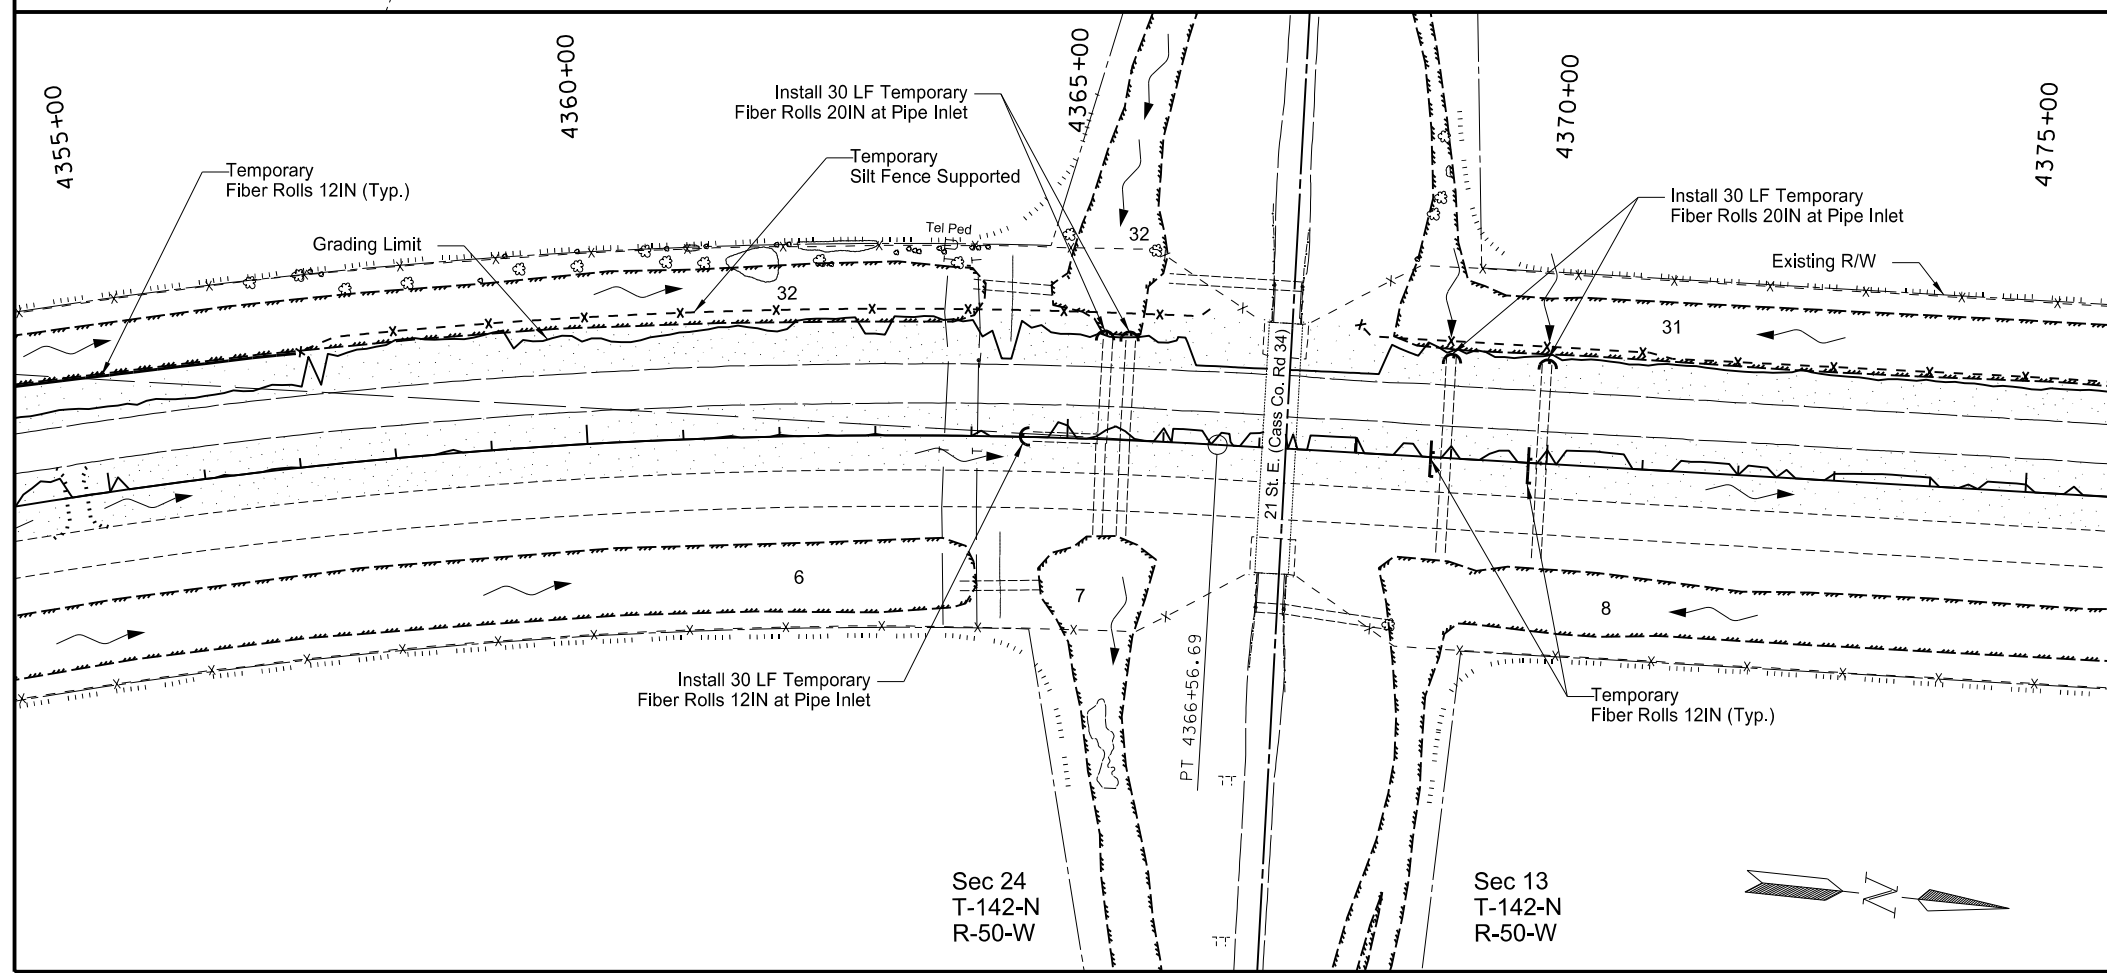 4355+00
4360+00
4365+00
4370+00
4375+00
Install 30 LF Temporary
Fiber Rolls 20IN at Pipe Inlet
Temporary
Fiber Rolls 12IN (Typ.)
Temporary
Silt Fence Supported
Install 30 LF Temporary
Fiber Rolls 20IN at Pipe Inlet
Grading Limit
Tel Ped
32
Existing R/W
32
31
21 St. E. (Cass Co. Rd 34)
6
7
8
PT 4366+56.69
Install 30 LF Temporary
Fiber Rolls 12IN at Pipe Inlet
Temporary
Fiber Rolls 12IN (Typ.)
Sec 24
T-142-N
R-50-W
Sec 13
T-142-N
R-50-W
N